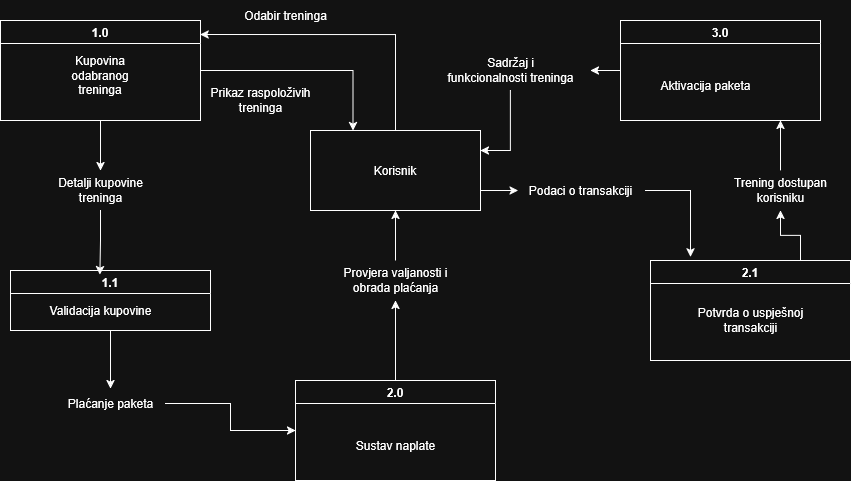 Odabir treninga
1.0
Kupovina
odabranog
treninga
Prikaz raspoloživih
treninga
Sadržaj i
funkcionalnosti treninga
3.0
Aktivacija paketa
Korisnik
Detalji kupovine
treninga
Podaci o transakciji
Trening dostupan
korisniku
1.1
Validacija kupovine
Provjera valjanosti i
obrada plaćanja
2.1
Potvrda o uspješnoj
transakciji
Plaćanje paketa
2.0
Sustav naplate